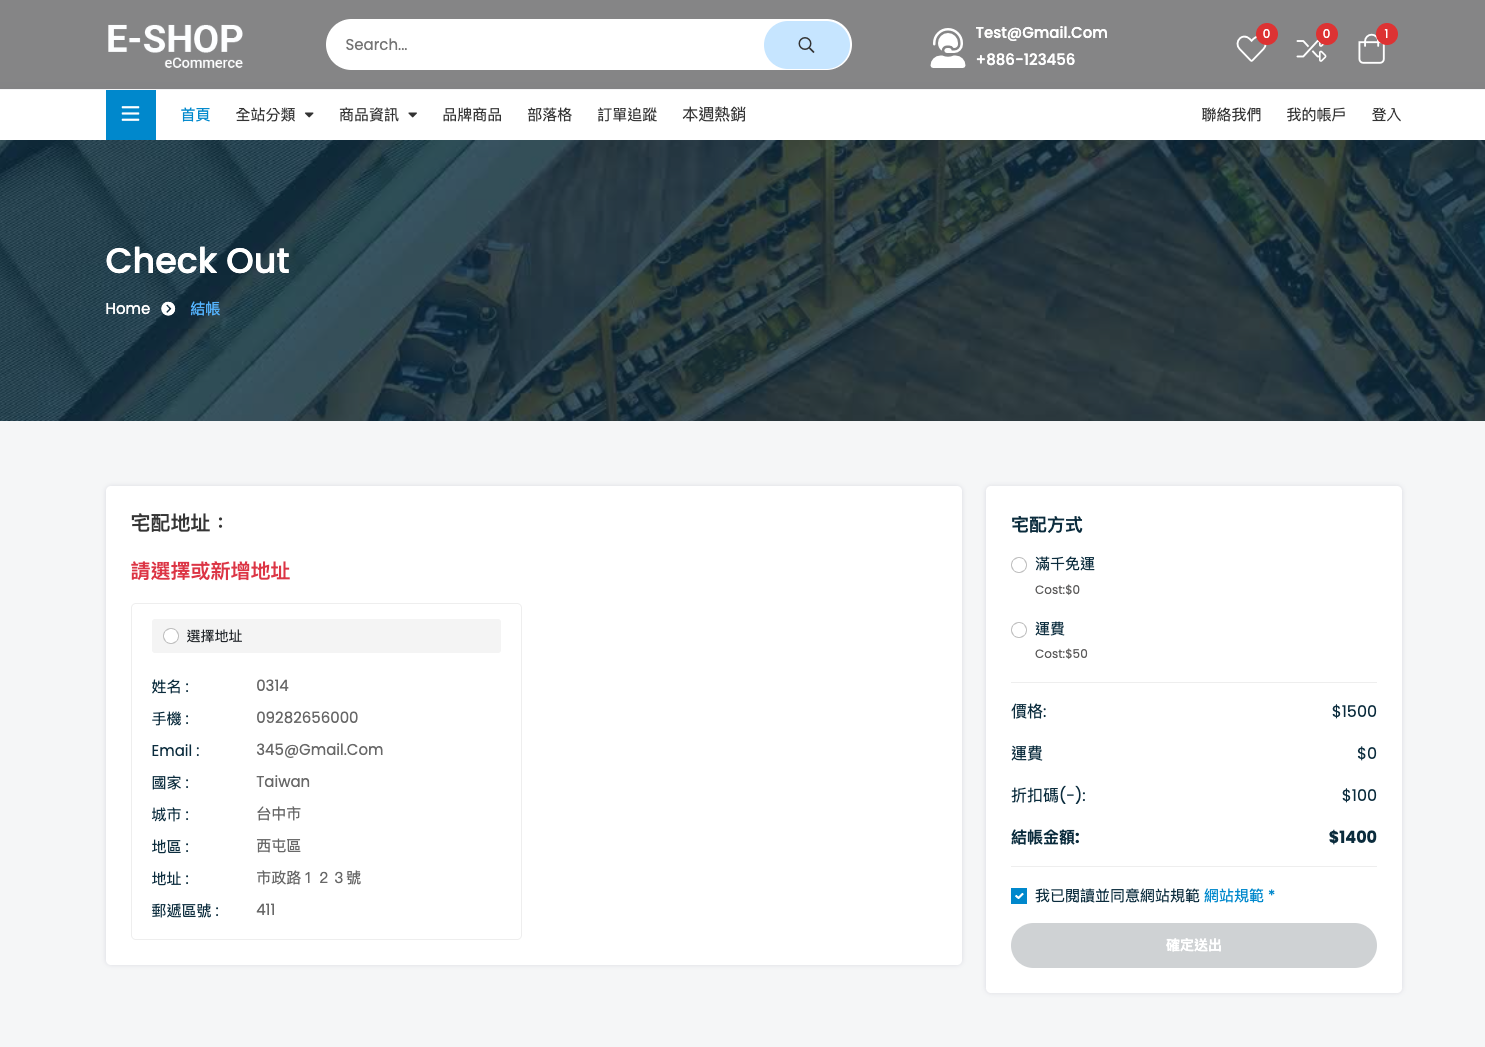 E-SHOP
eCommerce
Search...
Test@Gmail.Com
+886-123456
0
0
1
首頁 全站分類 商品資訊 品牌商品 部落格 訂單追蹤 本週熱銷 聯絡我們 我的帳戶 登入
Check Out
Home 結帳
宅配地址：
請選擇或新增地址
選擇地址
姓名 : 0314
手機 : 09282656000
Email : 345@Gmail.Com
國家 : Taiwan
城市 : 台中市
地區 : 西屯區
地址 : 市政路１２３號
郵遞區號 : 411
宅配方式
滿千免運
Cost:$0
運費
Cost:$50
價格: $1500
運費 $0
折扣碼(-): $100
結帳金額: $1400
我已閱讀並同意網站規範 網站規範 *
確定送出